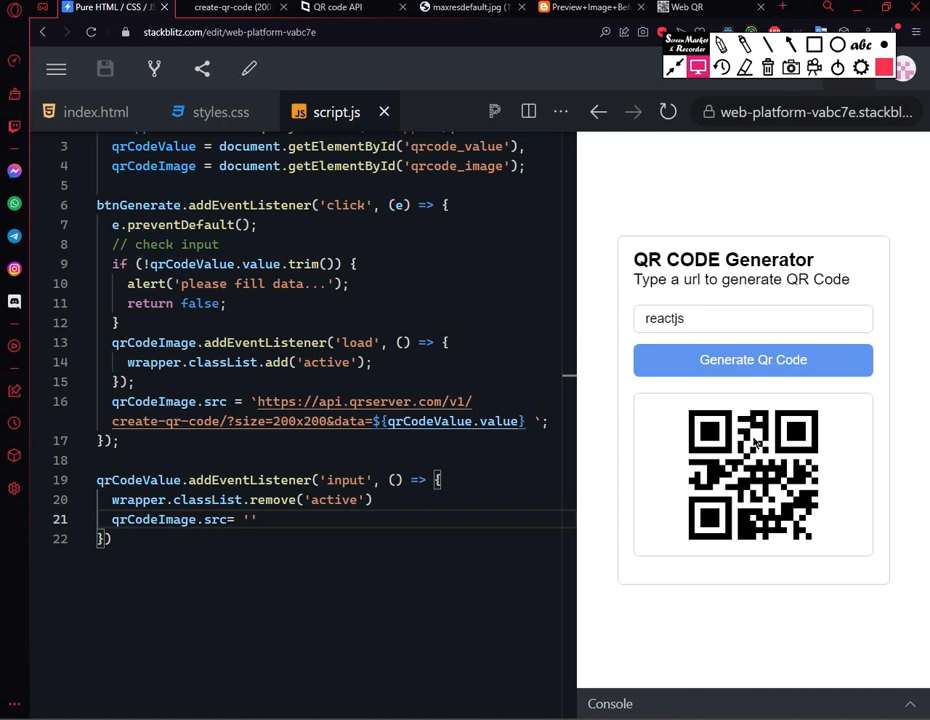 Pure HTML / CSS / JS
create-qr-code (200
QR code API
maxresdefault.jpg (1
Preview+Image+Bef
Web QR
stackblitz.com/edit/web-platform-vabc7e
Screen Marker
& Recorder
abc
index.html
styles.css
JS script.js
web-platform-vabc7e.stackbl...
3 qrCodeValue = document.getElementById('qrcode_value'),
4 qrCodeImage = document.getElementById('qrcode_image');
5
6 btnGenerate.addEventListener('click', (e) => {
7 e.preventDefault();
8 // check input
9 if (!qrCodeValue.value.trim()) {
10 alert('please fill data...');
11 return false;
12 }
13 qrCodeImage.addEventListener('load', () => {
14 wrapper.classList.add('active');
15 });
16 qrCodeImage.src = `https://api.qrserver.com/v1/
create-qr-code/?size=200x200&data=${qrCodeValue.value} `;
17 });
18
19 qrCodeValue.addEventListener('input', () => {
20 wrapper.classList.remove('active')
21 qrCodeImage.src= ''
22 })
QR CODE Generator
Type a url to generate QR Code
reactjs
Generate Qr Code
Console